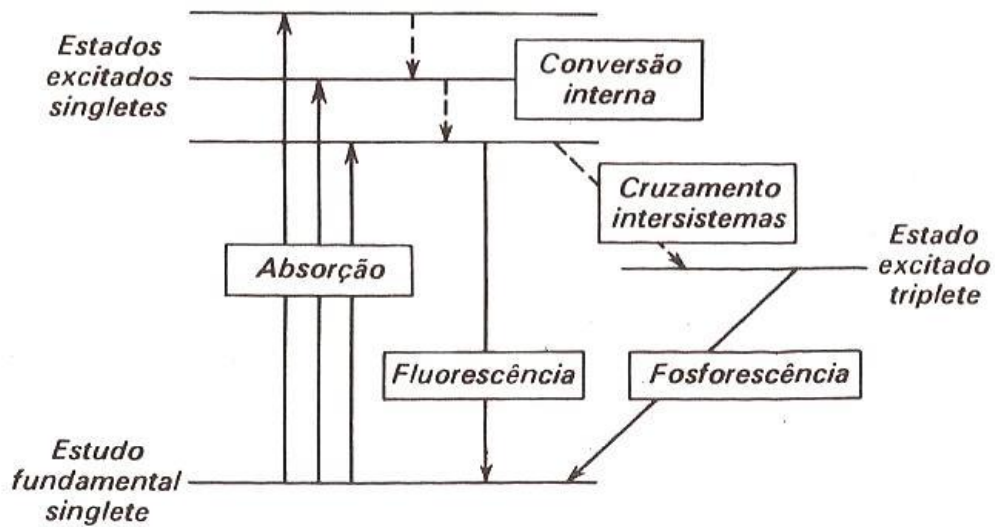 Estados
excitados
singletes
Conversão
interna
Cruzamento
intersistemas
Estado
excitado
triplete
Absorção
Fluorescência
Fosforescência
Estudo
fundamental
singlete